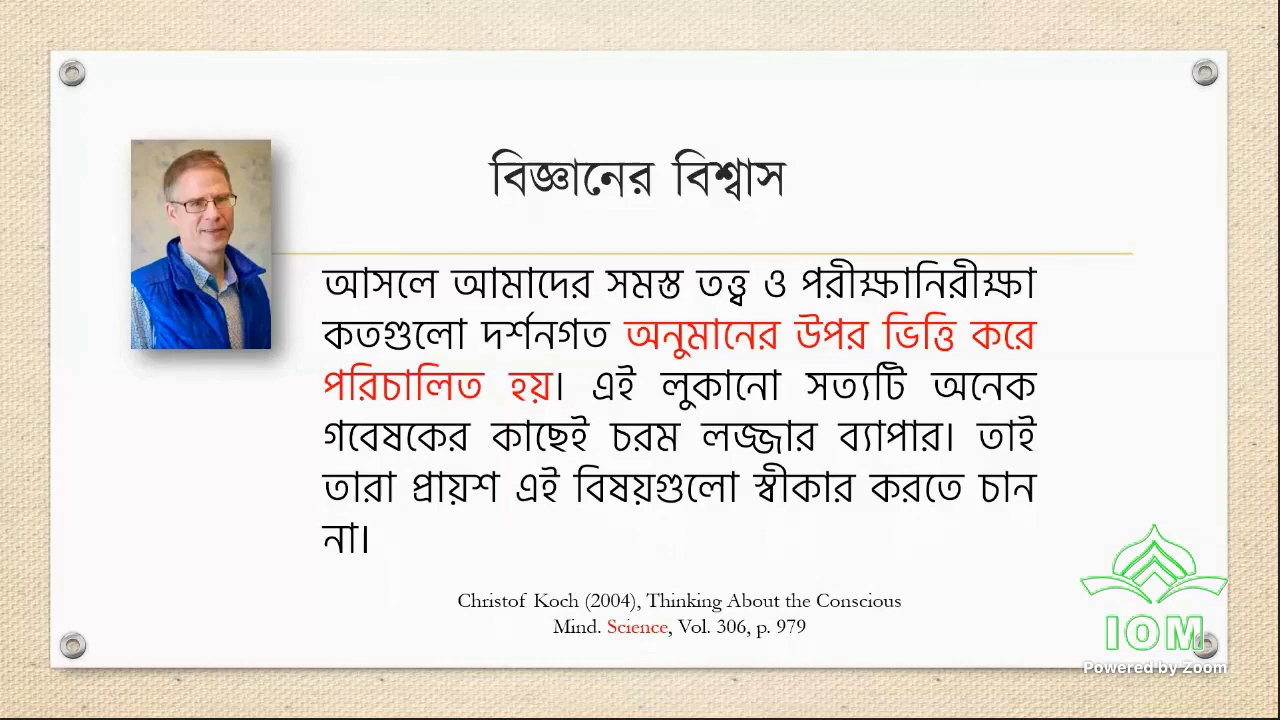 বিজ্ঞানের বিশ্বাস
আসলে আমাদের সমস্ত তত্ত্ব ও পরীক্ষানিরীক্ষা
কতগুলো দর্শনগত অনুমানের উপর ভিত্তি করে
পরিচালিত হয়। এই লুকানো সত্যটি অনেক
গবেষকের কাছেই চরম লজ্জার ব্যাপার। তাই
তারা প্রায়শ এই বিষয়গুলো স্বীকার করতে চান
না।
Christof Koch (2004), Thinking About the Conscious
Mind. Science, Vol. 306, p. 979
IOM
Powered by Zoom